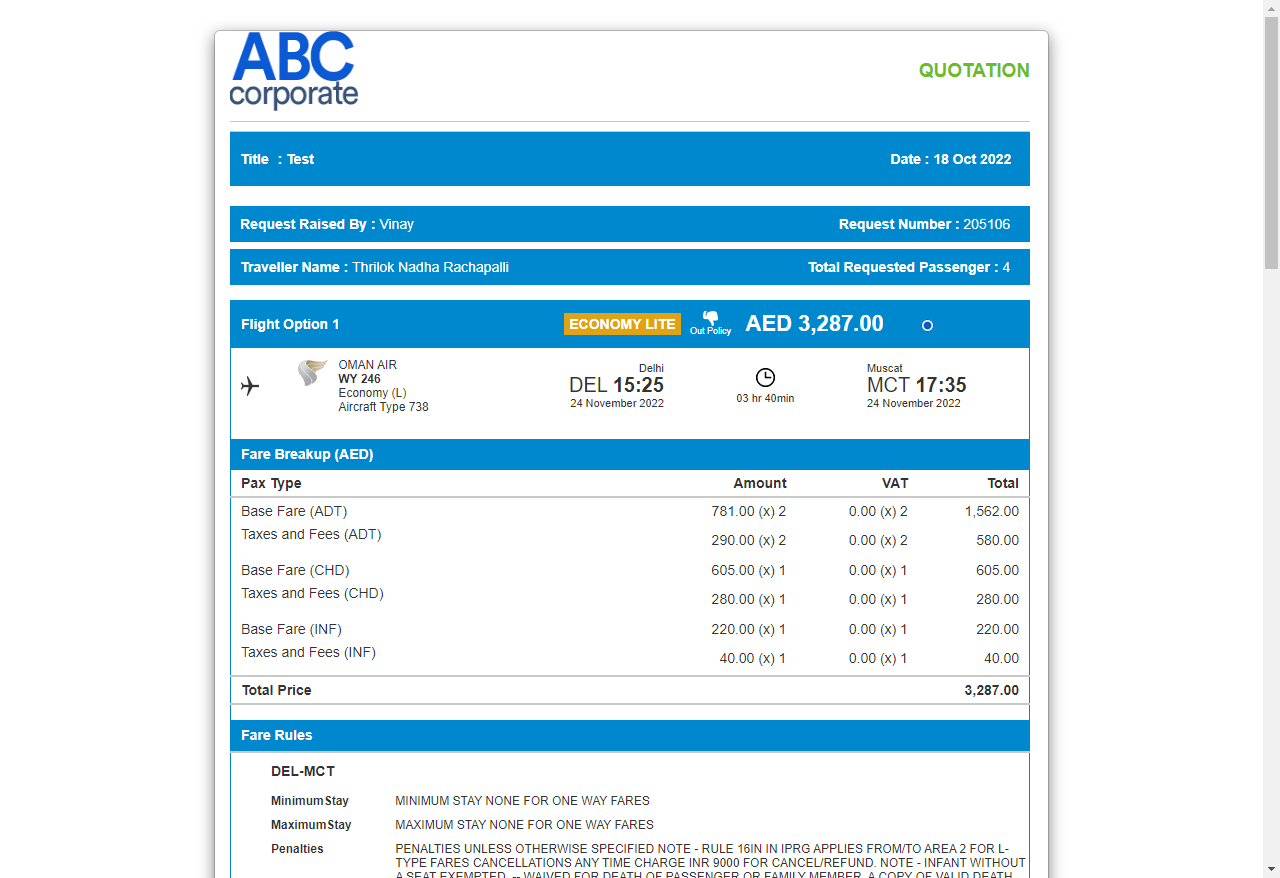 ABC
corporate
QUOTATION
Title : Test
Date : 18 Oct 2022
Request Raised By : Vinay
Request Number : 205106
Traveller Name : Thrilok Nadha Rachapalli
Total Requested Passenger : 4
Flight Option 1
ECONOMY LITE
Out Policy
AED 3,287.00
OMAN AIR
WY 246
Economy (L)
Aircraft Type 738
Delhi
DEL 15:25
24 November 2022
03 hr 40min
Muscat
MCT 17:35
24 November 2022
Fare Breakup (AED)
Pax Type Amount VAT Total
Base Fare (ADT) 781.00 (x) 2 0.00 (x) 2 1,562.00
Taxes and Fees (ADT) 290.00 (x) 2 0.00 (x) 2 580.00
Base Fare (CHD) 605.00 (x) 1 0.00 (x) 1 605.00
Taxes and Fees (CHD) 280.00 (x) 1 0.00 (x) 1 280.00
Base Fare (INF) 220.00 (x) 1 0.00 (x) 1 220.00
Taxes and Fees (INF) 40.00 (x) 1 0.00 (x) 1 40.00
Total Price 3,287.00
Fare Rules
DEL-MCT
MinimumStay MINIMUM STAY NONE FOR ONE WAY FARES
MaximumStay MAXIMUM STAY NONE FOR ONE WAY FARES
Penalties PENALTIES UNLESS OTHERWISE SPECIFIED NOTE - RULE 16IN IN IPRG APPLIES FROM/TO AREA 2 FOR L-
TYPE FARES CANCELLATIONS ANY TIME CHARGE INR 9000 FOR CANCEL/REFUND. NOTE - INFANT WITHOUT
A SEAT EXEMPTED. -- WAIVED FOR DEATH OF PASSENGER OR FAMILY MEMBER. A COPY OF VALID DEATH